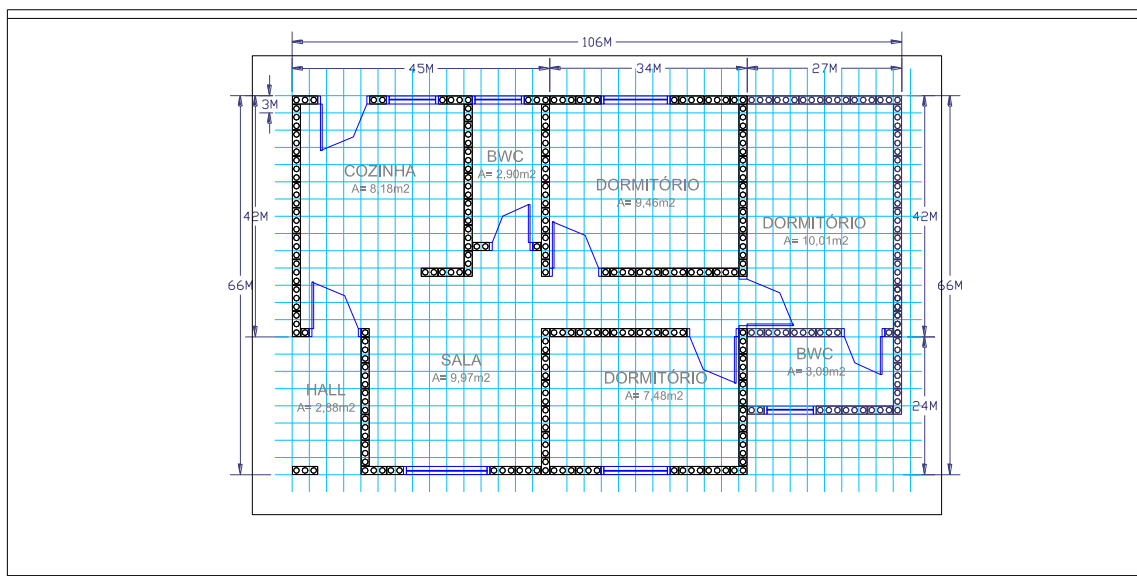 106M
45M
34M
27M
3M
BWC
A= 2,90m2
COZINHA
A= 8,18m2
DORMITÓRIO
A= 9,46m2
DORMITÓRIO
A= 10,01m2
42M
42M
66M
66M
SALA
A= 9,97m2
BWC
A= 3,09m2
DORMITÓRIO
A= 7,48m2
HALL
A= 2,88m2
24M